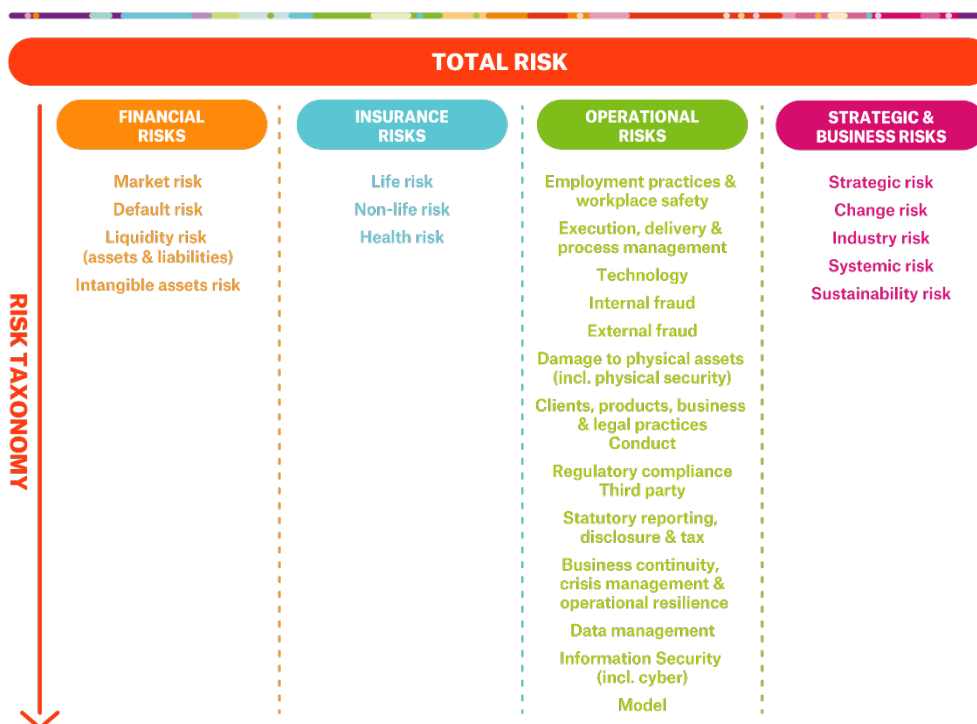 TOTAL RISK
RISK TAXONOMY
FINANCIAL
RISKS
Market risk
Default risk
Liquidity risk
(assets & liabilities)
Intangible assets risk
INSURANCE
RISKS
Life risk
Non-life risk
Health risk
OPERATIONAL
RISKS
Employment practices &
workplace safety
Execution, delivery &
process management
Technology
Internal fraud
External fraud
Damage to physical assets
(incl. physical security)
Clients, products, business
& legal practices
Conduct
Regulatory compliance
Third party
Statutory reporting,
disclosure & tax
Business continuity,
crisis management &
operational resilience
Data management
Information Security
(incl. cyber)
Model
STRATEGIC &
BUSINESS RISKS
Strategic risk
Change risk
Industry risk
Systemic risk
Sustainability risk